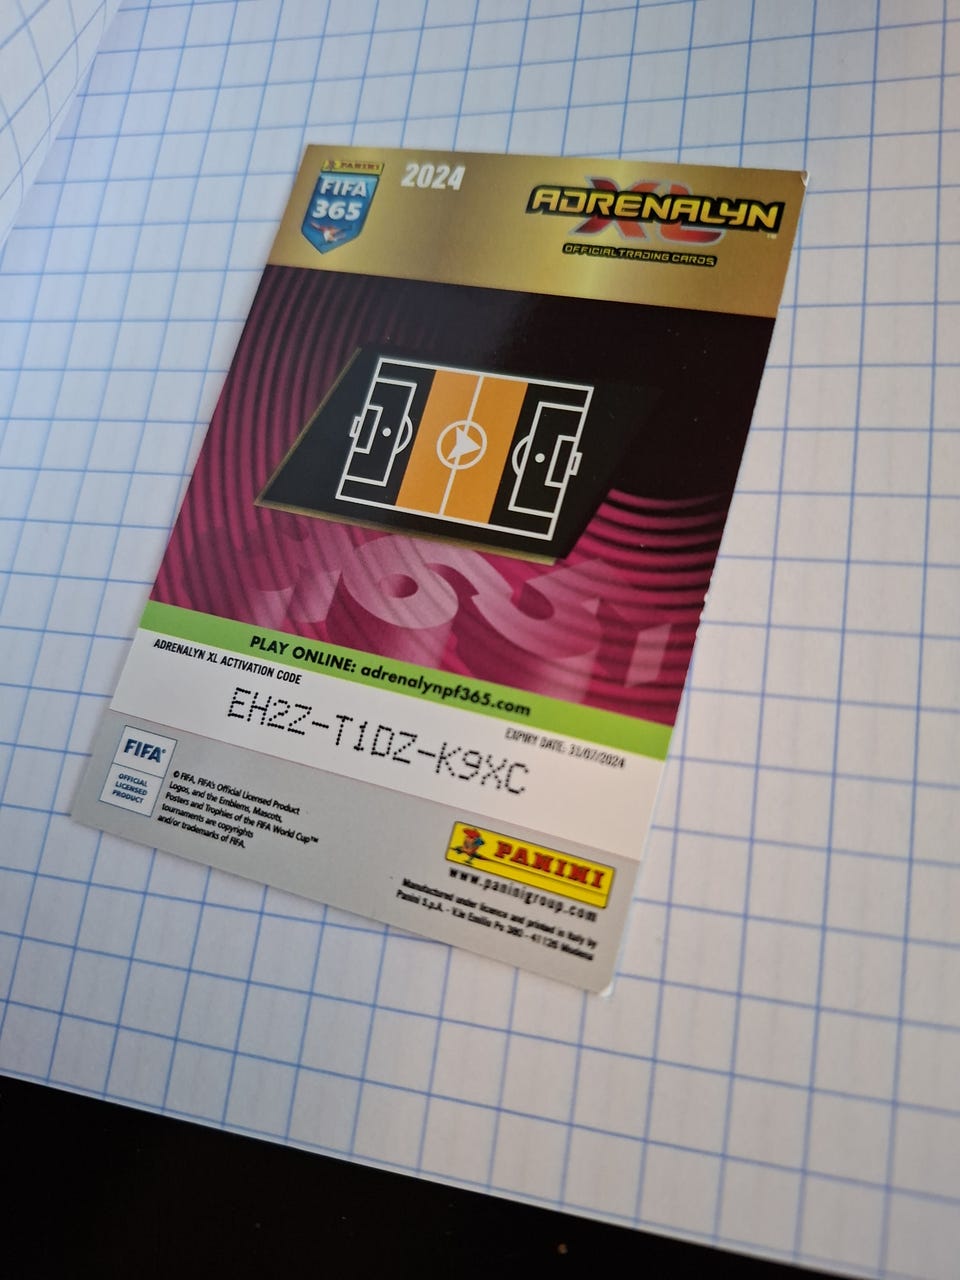 PANINI
FIFA
365
2024
ADRENALYN
XL
OFFICIAL TRADING CARDS
PLAY ONLINE: adrenalynpf365.com
ADRENALYN XL ACTIVATION CODE
EXPIRY DATE: 31/07/2024
EH2Z-T1DZ-K9XC
FIFA®
OFFICIAL
LICENSED
PRODUCT
© FIFA, FIFA's Official Licensed Product
Logos, and the Emblems, Mascots,
Posters and Trophies of the FIFA World Cup™
tournaments are copyrights
and/or trademarks of FIFA.
PANINI
www.paninigroup.com
Manufactured under licence and printed in Italy by
Panini S.p.A. - V.le Emilio Po 380 - 41126 Modena